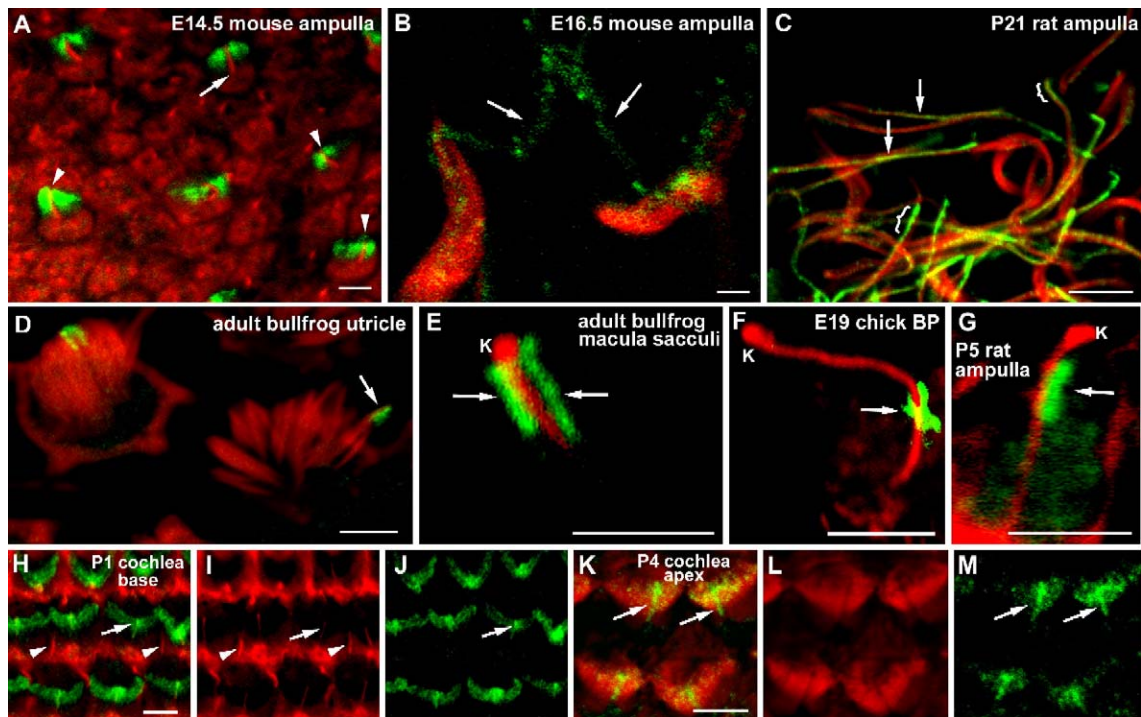 A E14.5 mouse ampulla
B E16.5 mouse ampulla
C P21 rat ampulla
D adult bullfrog utricle
E adult bullfrog
macula sacculi
K
F E19 chick BP
K
G
P5 rat
ampulla
K
H P1 cochlea
base
I
J
K P4 cochlea
apex
L
M